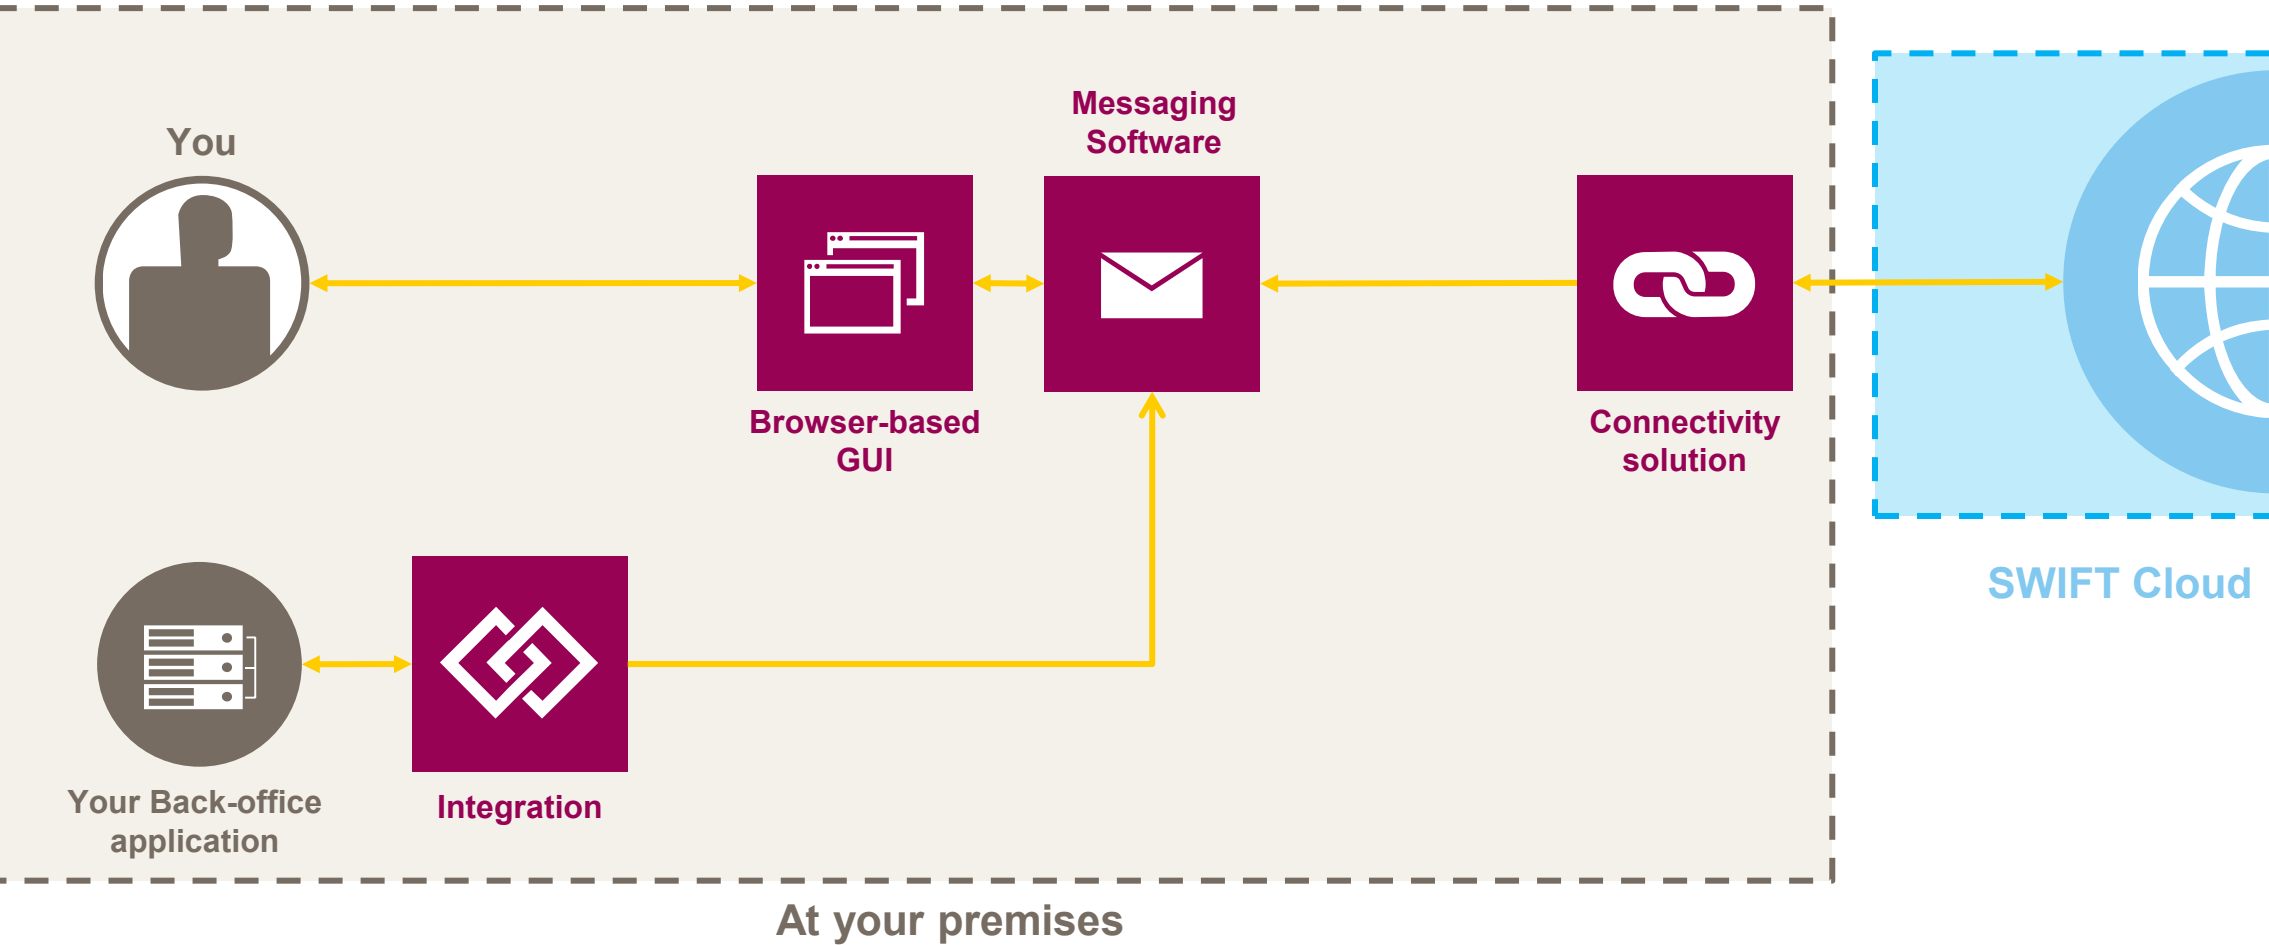 You
Messaging
Software
Browser-based
GUI
Connectivity
solution
SWIFT Cloud
Your Back-office
application
Integration
At your premises